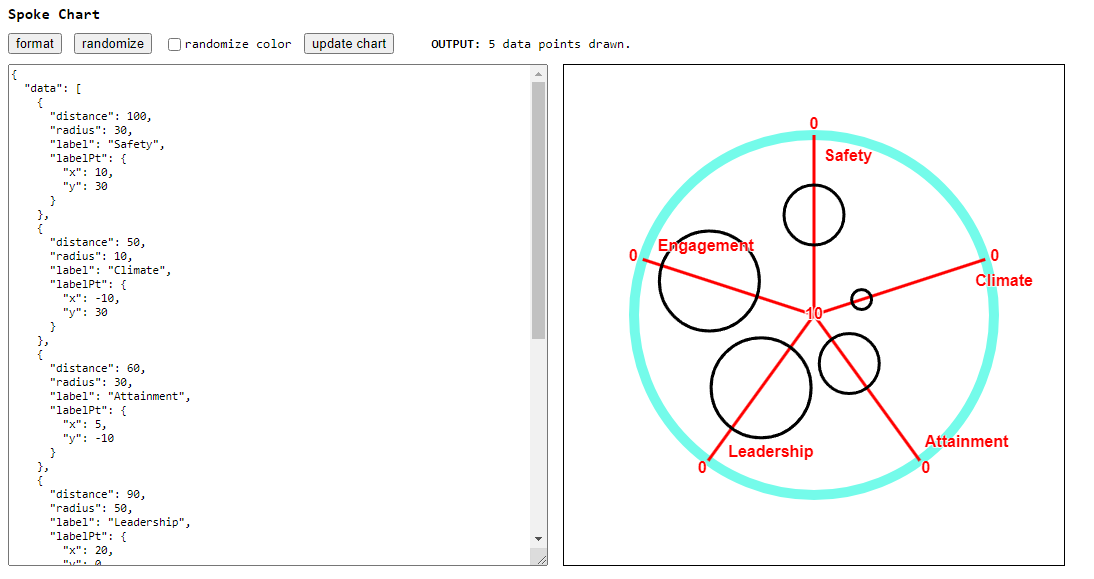 Spoke Chart
format randomize randomize color update chart OUTPUT: 5 data points drawn.
{
  "data": [
    {
      "distance": 100,
      "radius": 30,
      "label": "Safety",
      "labelPt": {
        "x": 10,
        "y": 30
      }
    },
    {
      "distance": 50,
      "radius": 10,
      "label": "Climate",
      "labelPt": {
        "x": -10,
        "y": 30
      }
    },
    {
      "distance": 60,
      "radius": 30,
      "label": "Attainment",
      "labelPt": {
        "x": 5,
        "y": -10
      }
    },
    {
      "distance": 90,
      "radius": 50,
      "label": "Leadership",
      "labelPt": {
        "x": 20,
        "y": 0
0
Safety
Engagement
0
0
Climate
10
Attainment
Leadership
0
0